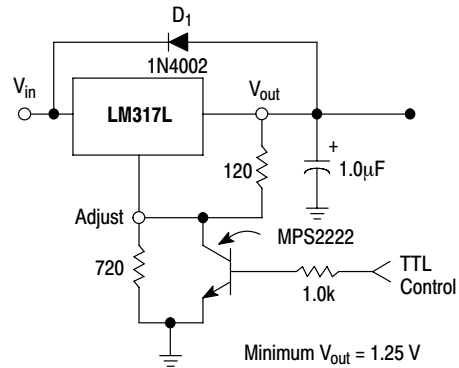 D1
1N4002
Vin
LM317L
Vout
120
+
1.0µF
Adjust
MPS2222
720
1.0k
TTL
Control
Minimum Vout = 1.25 V